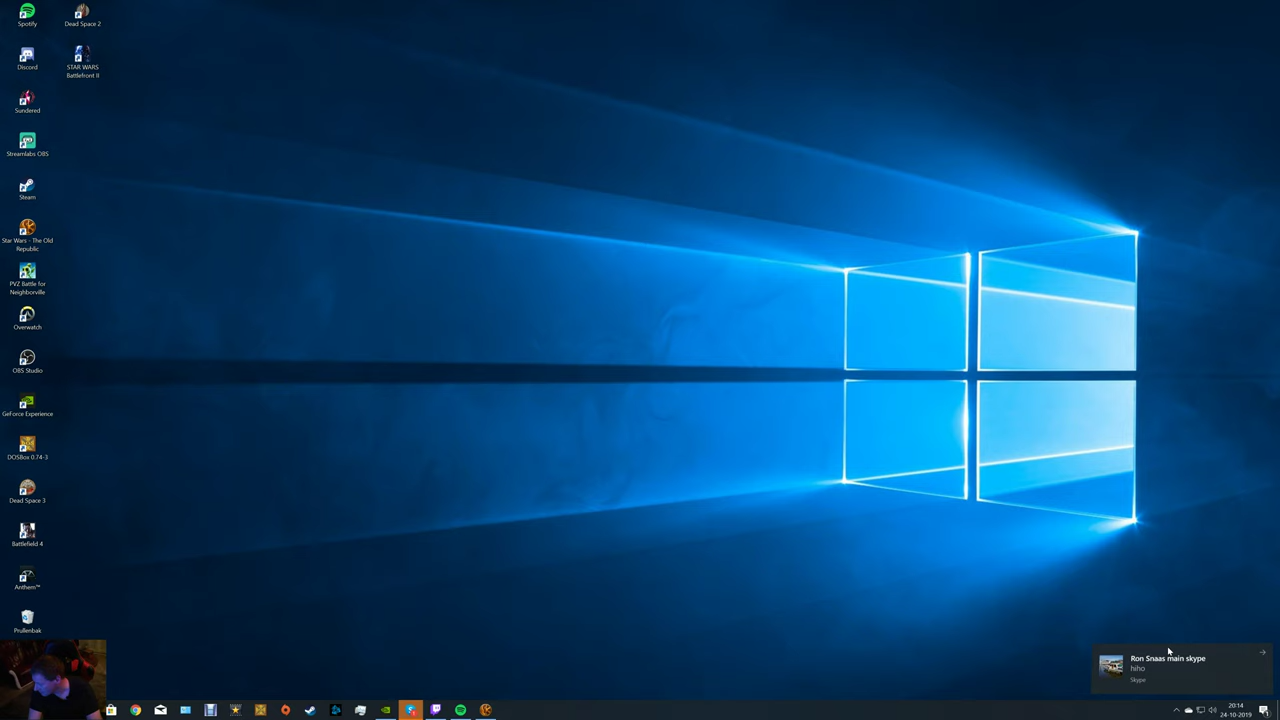 Spotify
Dead Space 2
Discord
STAR WARS
Battlefront II
Sundered
Streamlabs OBS
Steam
Star Wars - The Old
Republic
PVZ Battle for
Neighborville
Overwatch
OBS Studio
GeForce Experience
DOSBox 0.74-3
Dead Space 3
Battlefield 4
Anthem™
Prullenbak
Ron Snaas main skype
hiho
Skype
20:14
24-10-2019